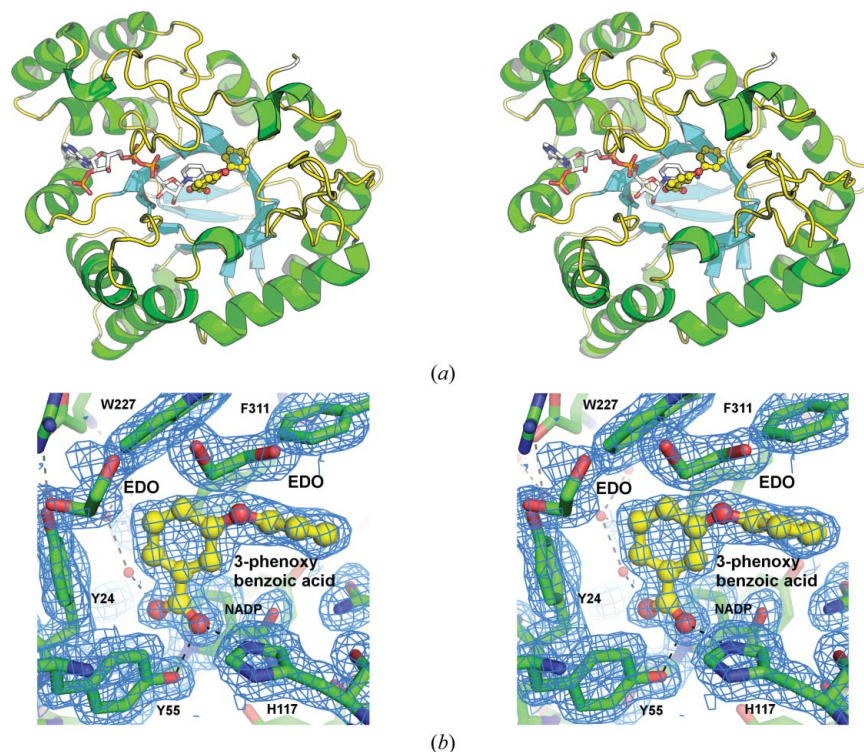 (a)
W227
F311
EDO
EDO
3-phenoxy
benzoic acid
Y24
NADP
Y55
H117
W227
F311
EDO
EDO
3-phenoxy
benzoic acid
Y24
NADP
Y55
H117
(b)